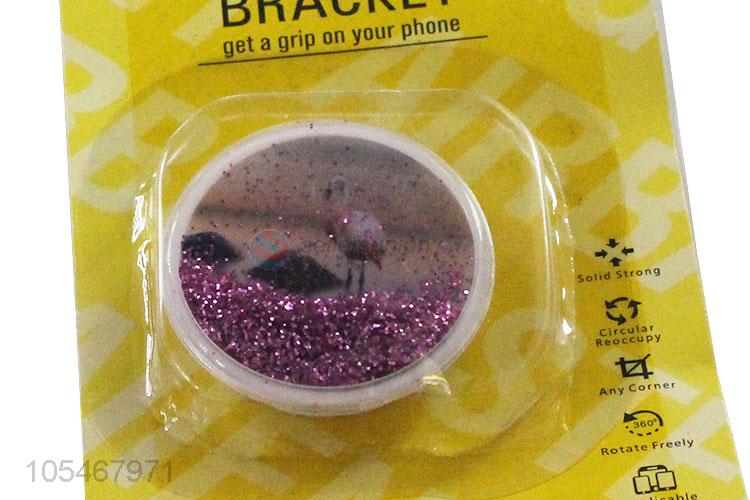 BRACKET
get a grip on your phone
Solid Strong
Circular
Reoccupy
Any Corner
360°
Rotate Freely
105467971